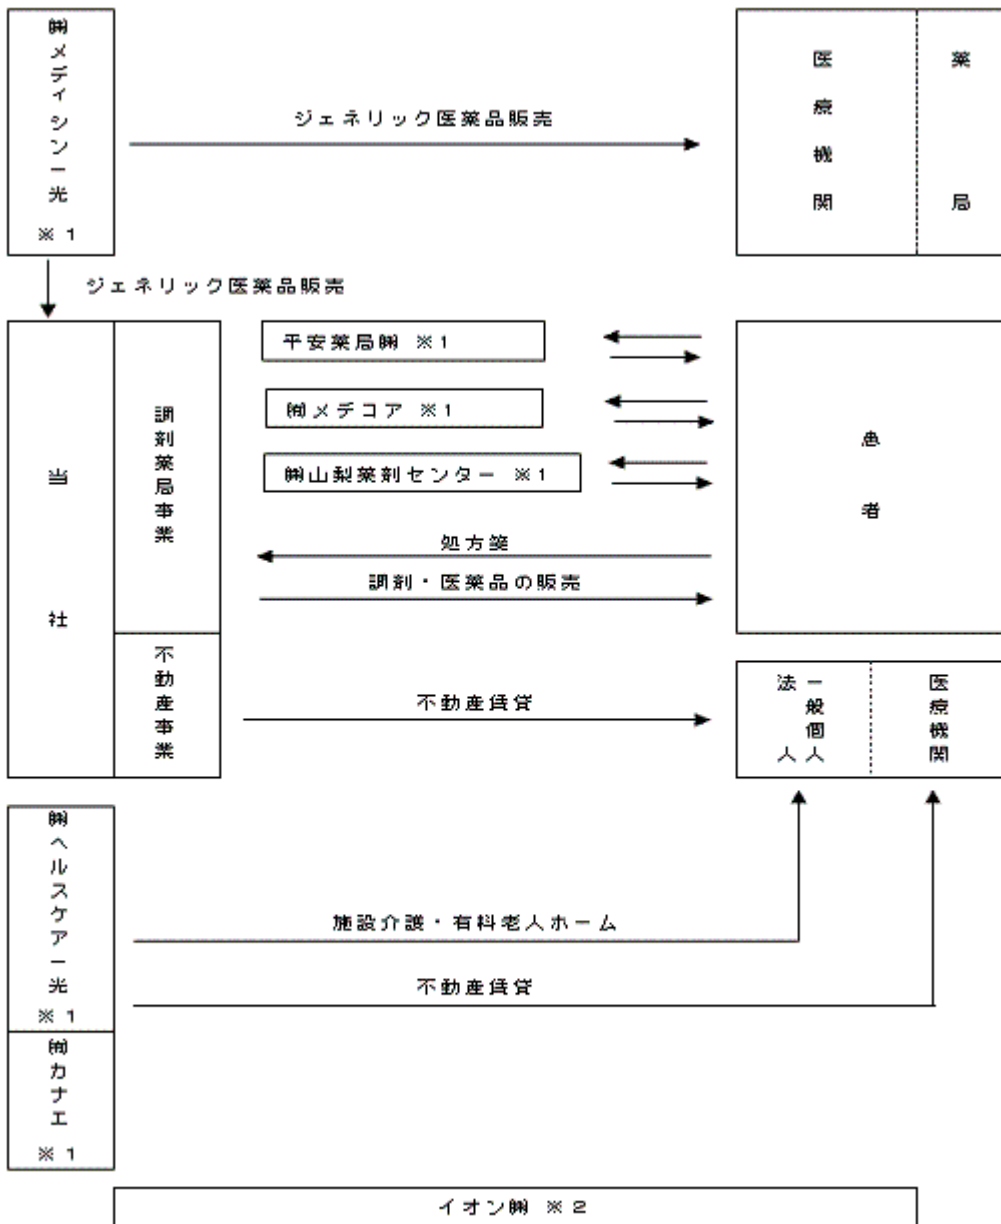 ㈱メディシン一光
※1
ジェネリック医薬品販売
医療機関
薬局
ジェネリック医薬品販売
当社
調剤薬局事業
平安薬局㈱ ※1
㈲メデコア ※1
㈱山梨薬剤センター ※1
患者
処方箋
調剤・医薬品の販売
不動産事業
不動産賃貸
一般個人
法人
医療機関
㈱ヘルスケア一光
※1
施設介護・有料老人ホーム
不動産賃貸
㈲カナエ
※1
イオン㈱ ※2